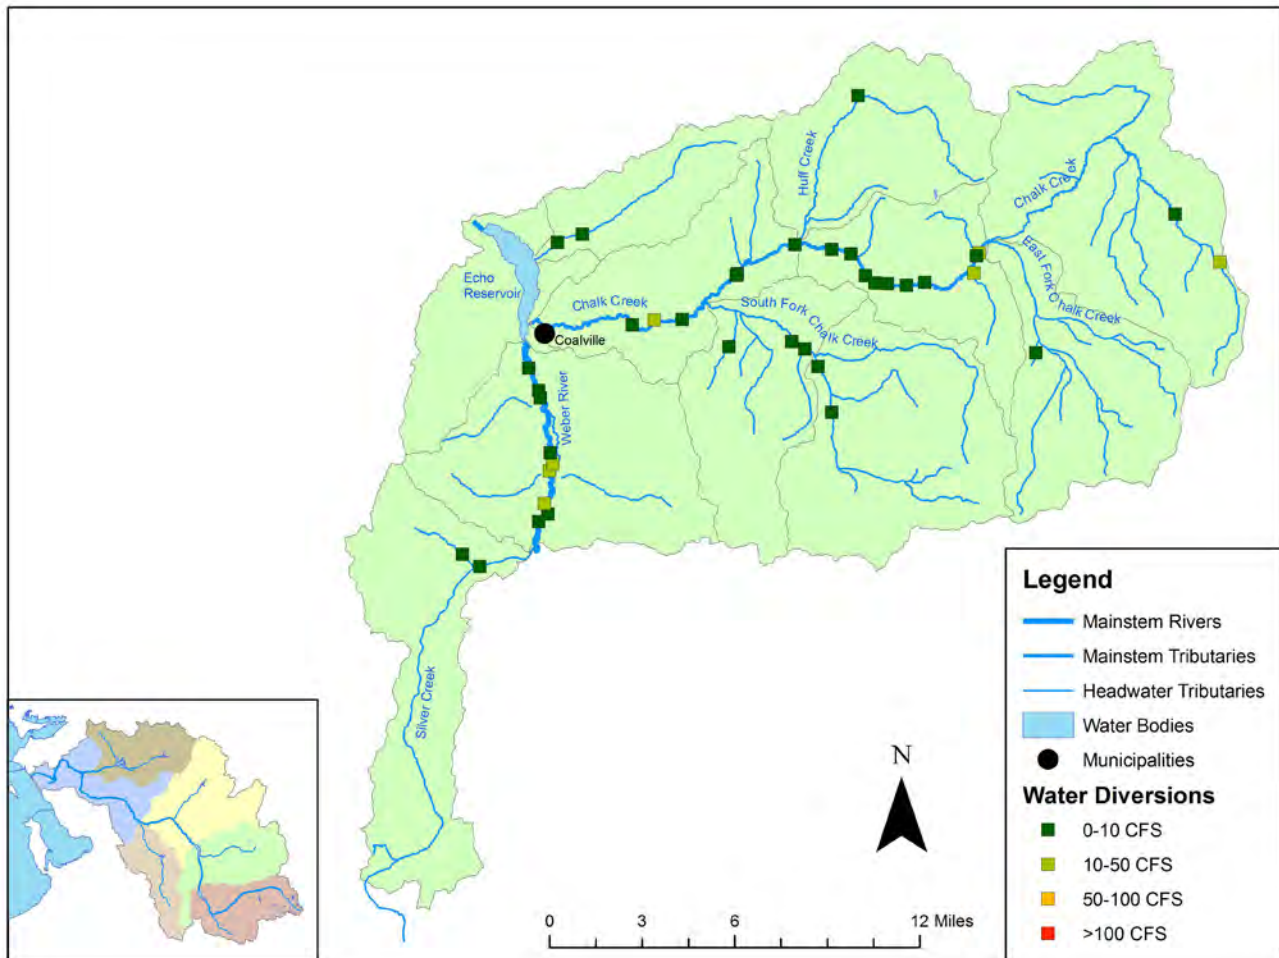 Huff Creek
Chalk Creek
East Fork Chalk Creek
Echo
Reservoir
Chalk Creek
South Fork Chalk Creek
Coalville
Weber River
Silver Creek
Legend
Mainstem Rivers
Mainstem Tributaries
Headwater Tributaries
Water Bodies
Municipalities
Water Diversions
0-10 CFS
10-50 CFS
50-100 CFS
>100 CFS
N
0 3 6 12 Miles